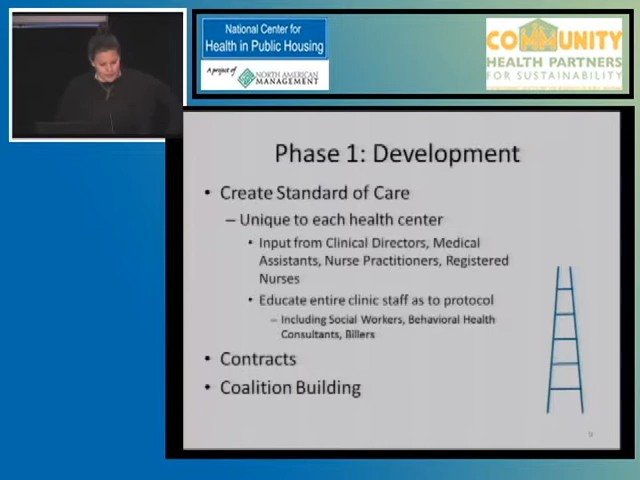 National Center for
Health in Public Housing
A project of
NORTH AMERICAN
MANAGEMENT
COMMUNITY
HEALTH PARTNERS
FOR SUSTAINABILITY
Phase 1: Development
• Create Standard of Care
– Unique to each health center
• Input from Clinical Directors, Medical
Assistants, Nurse Practitioners, Registered
Nurses
• Educate entire clinic staff as to protocol
– Including Social Workers, Behavioral Health
Consultants, Billers
• Contracts
• Coalition Building